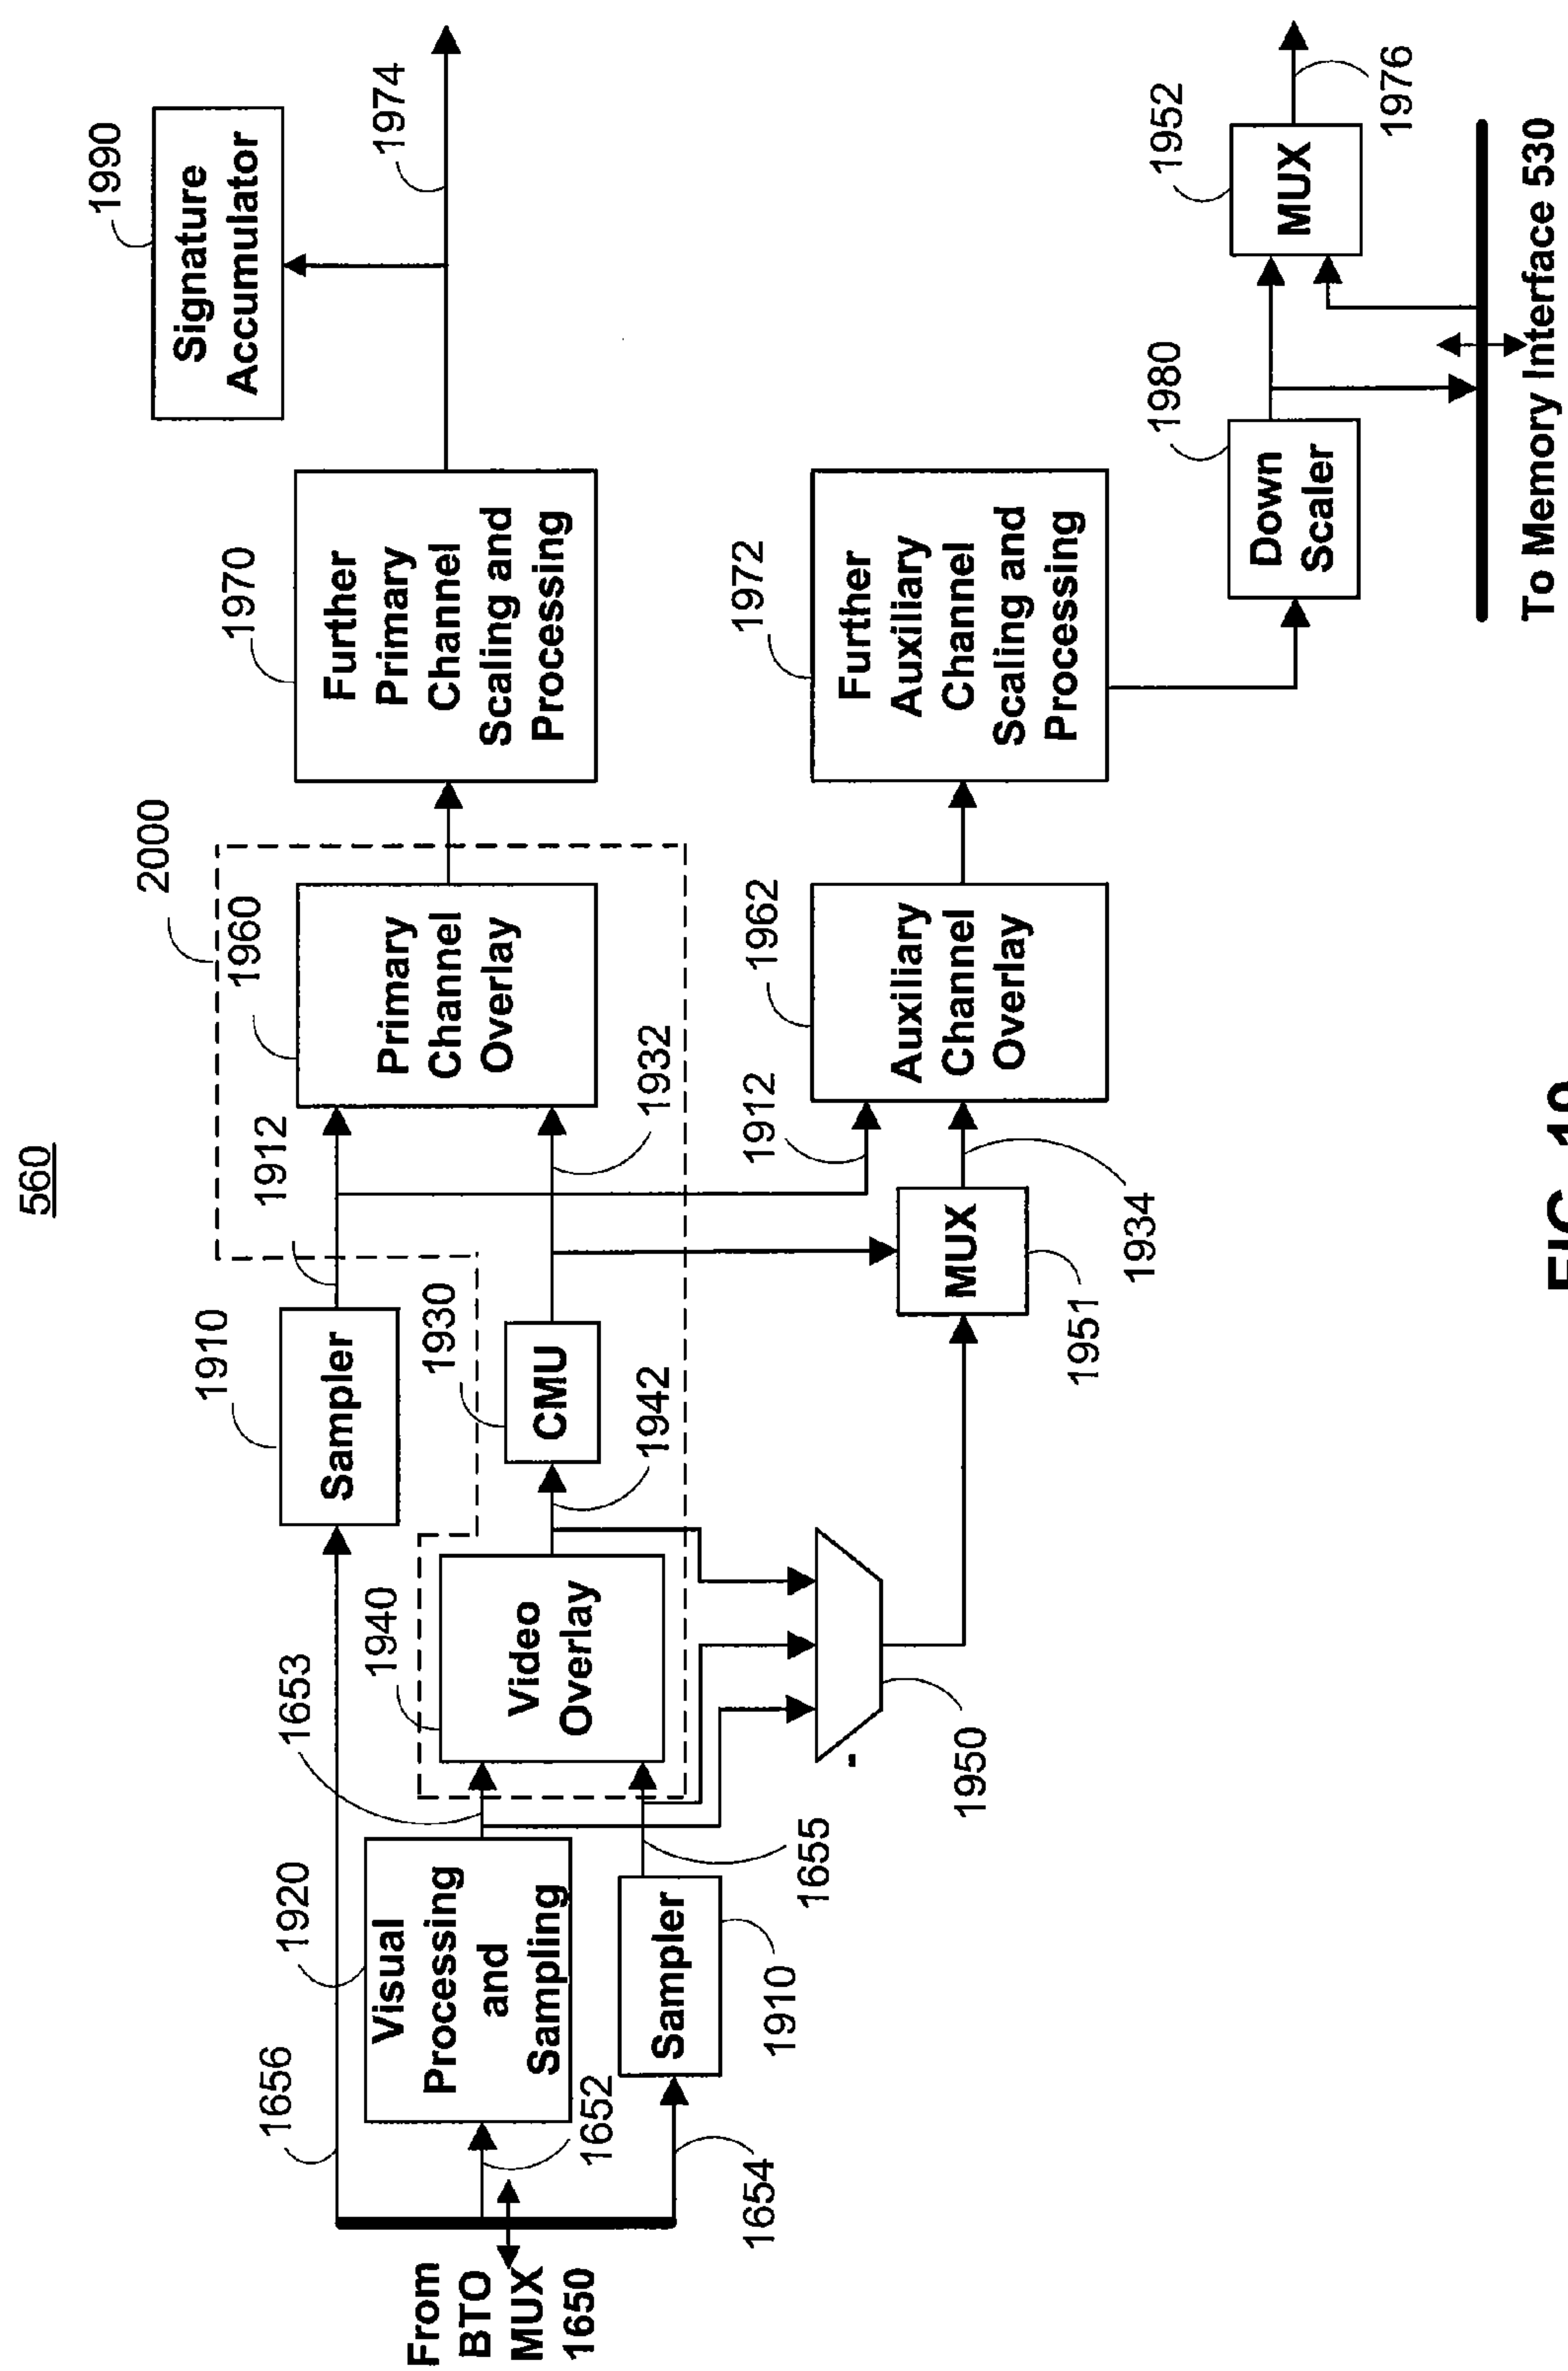 560
1990
Signature
Accumulator
1974
1970
Further
Primary
Channel
Scaling and
Processing
2000
1960
Primary
Channel
Overlay
1912
1932
1910
Sampler
1930
CMU
1942
1940
Video
Overlay
1653
1920
Visual
Processing
and
Sampling
1656
1652
From
BTO
MUX
1650
1654
Sampler
1910
1655
1950
MUX
1951
1934
1912
1962
Auxiliary
Channel
Overlay
1972
Further
Auxiliary
Channel
Scaling and
Processing
1980
Down
Scaler
1952
MUX
1976
To Memory Interface 530